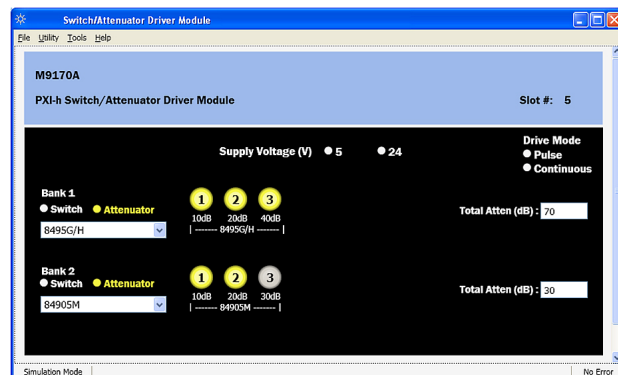 Switch/Attenuator Driver Module
File Utility Tools Help
M9170A
PXI-h Switch/Attenuator Driver Module Slot #: 5
Supply Voltage (V) 5 24
Drive Mode
Pulse
Continuous
Bank 1
Switch Attenuator
8495G/H
1 2 3
10dB 20dB 40dB
|------- 8495G/H -------|
Total Atten (dB) : 70
Bank 2
Switch Attenuator
84905M
1 2 3
10dB 20dB 30dB
|------- 84905M -------|
Total Atten (dB) : 30
Simulation Mode No Error